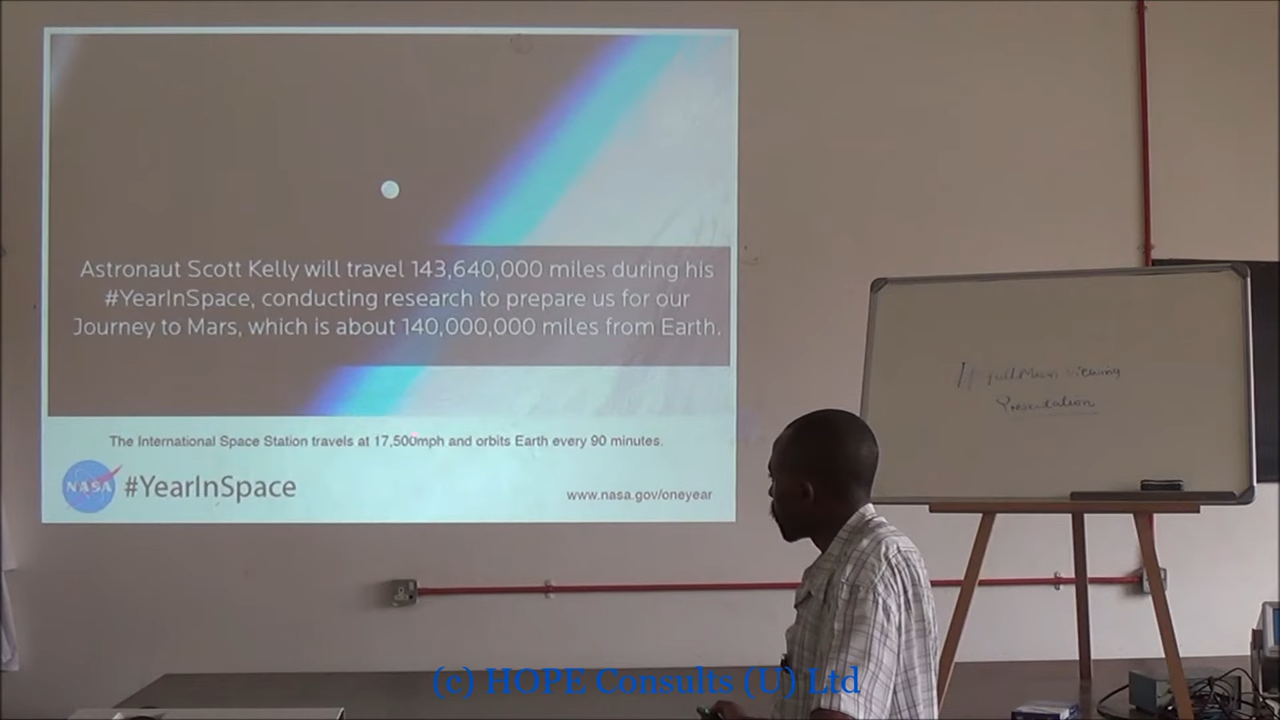 Astronaut Scott Kelly will travel 143,640,000 miles during his
#YearInSpace, conducting research to prepare us for our
Journey to Mars, which is about 140,000,000 miles from Earth.
The International Space Station travels at 17,500mph and orbits Earth every 90 minutes.
NASA #YearInSpace
www.nasa.gov/oneyear
# FullMoon Viewing
Presentation
(c) HOPE Consults (U) Ltd